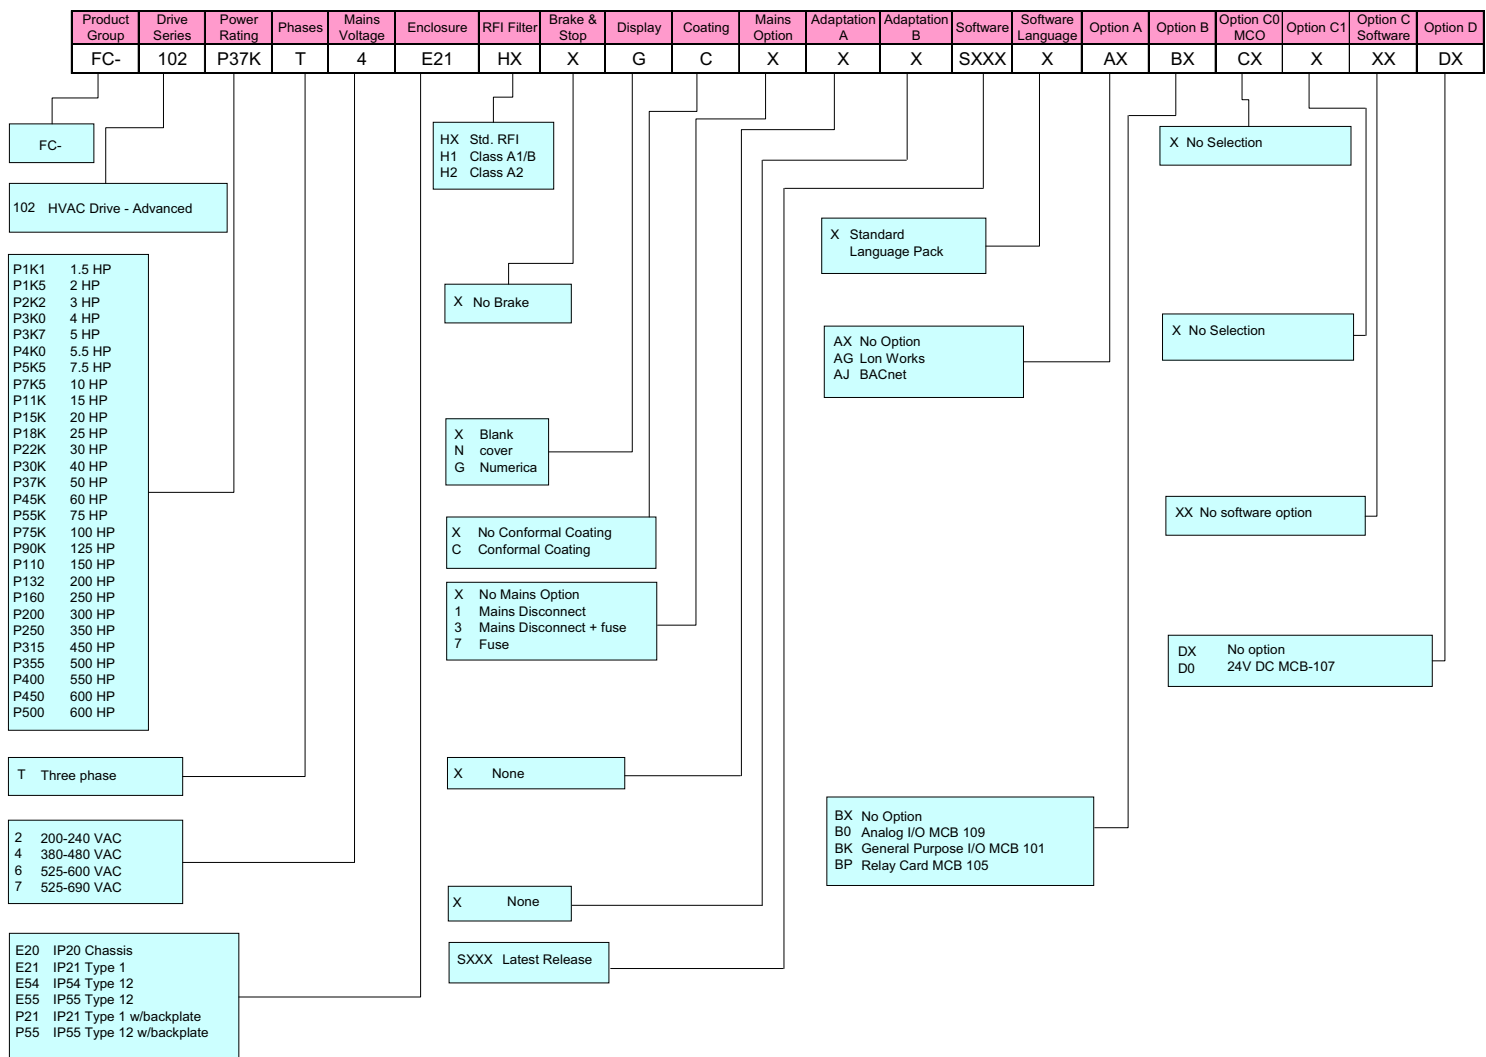 Product Group Drive Series Power Rating Phases Mains Voltage Enclosure RFI Filter Brake & Stop Display Coating Mains Option Adaptation A Adaptation B Software Software Language Option A Option B Option C0 MCO Option C1 Option C Software Option D
FC- 102 P37K T 4 E21 HX X G C X X X SXXX X AX BX CX X XX DX
FC-
102 HVAC Drive - Advanced
P1K1 1.5 HP
P1K5 2 HP
P2K2 3 HP
P3K0 4 HP
P3K7 5 HP
P4K0 5.5 HP
P5K5 7.5 HP
P7K5 10 HP
P11K 15 HP
P15K 20 HP
P18K 25 HP
P22K 30 HP
P30K 40 HP
P37K 50 HP
P45K 60 HP
P55K 75 HP
P75K 100 HP
P90K 125 HP
P110 150 HP
P132 200 HP
P160 250 HP
P200 300 HP
P250 350 HP
P315 450 HP
P355 500 HP
P400 550 HP
P450 600 HP
P500 600 HP
T Three phase
2 200-240 VAC
4 380-480 VAC
6 525-600 VAC
7 525-690 VAC
E20 IP20 Chassis
E21 IP21 Type 1
E54 IP54 Type 12
E55 IP55 Type 12
P21 IP21 Type 1 w/backplate
P55 IP55 Type 12 w/backplate
HX Std. RFI
H1 Class A1/B
H2 Class A2
X No Brake
X Blank
N cover
G Numerica
X No Conformal Coating
C Conformal Coating
X No Mains Option
1 Mains Disconnect
3 Mains Disconnect + fuse
7 Fuse
X None
X None
SXXX Latest Release
X Standard
Language Pack
AX No Option
AG Lon Works
AJ BACnet
BX No Option
B0 Analog I/O MCB 109
BK General Purpose I/O MCB 101
BP Relay Card MCB 105
X No Selection
X No Selection
XX No software option
DX No option
D0 24V DC MCB-107